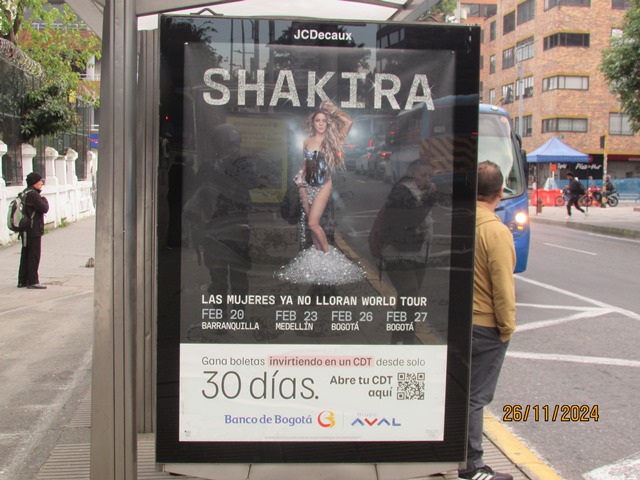 JCDecaux
SHAKIRA
LAS MUJERES YA NO LLORAN WORLD TOUR
FEB 20 FEB 23 FEB 26 FEB 27
BARRANQUILLA MEDELLÍN BOGOTÁ BOGOTÁ
Gana boletas invirtiendo en un CDT desde solo
30 días.
Abre tu CDT
aquí
Banco de Bogotá
Grupo
AVAL
26/11/2024